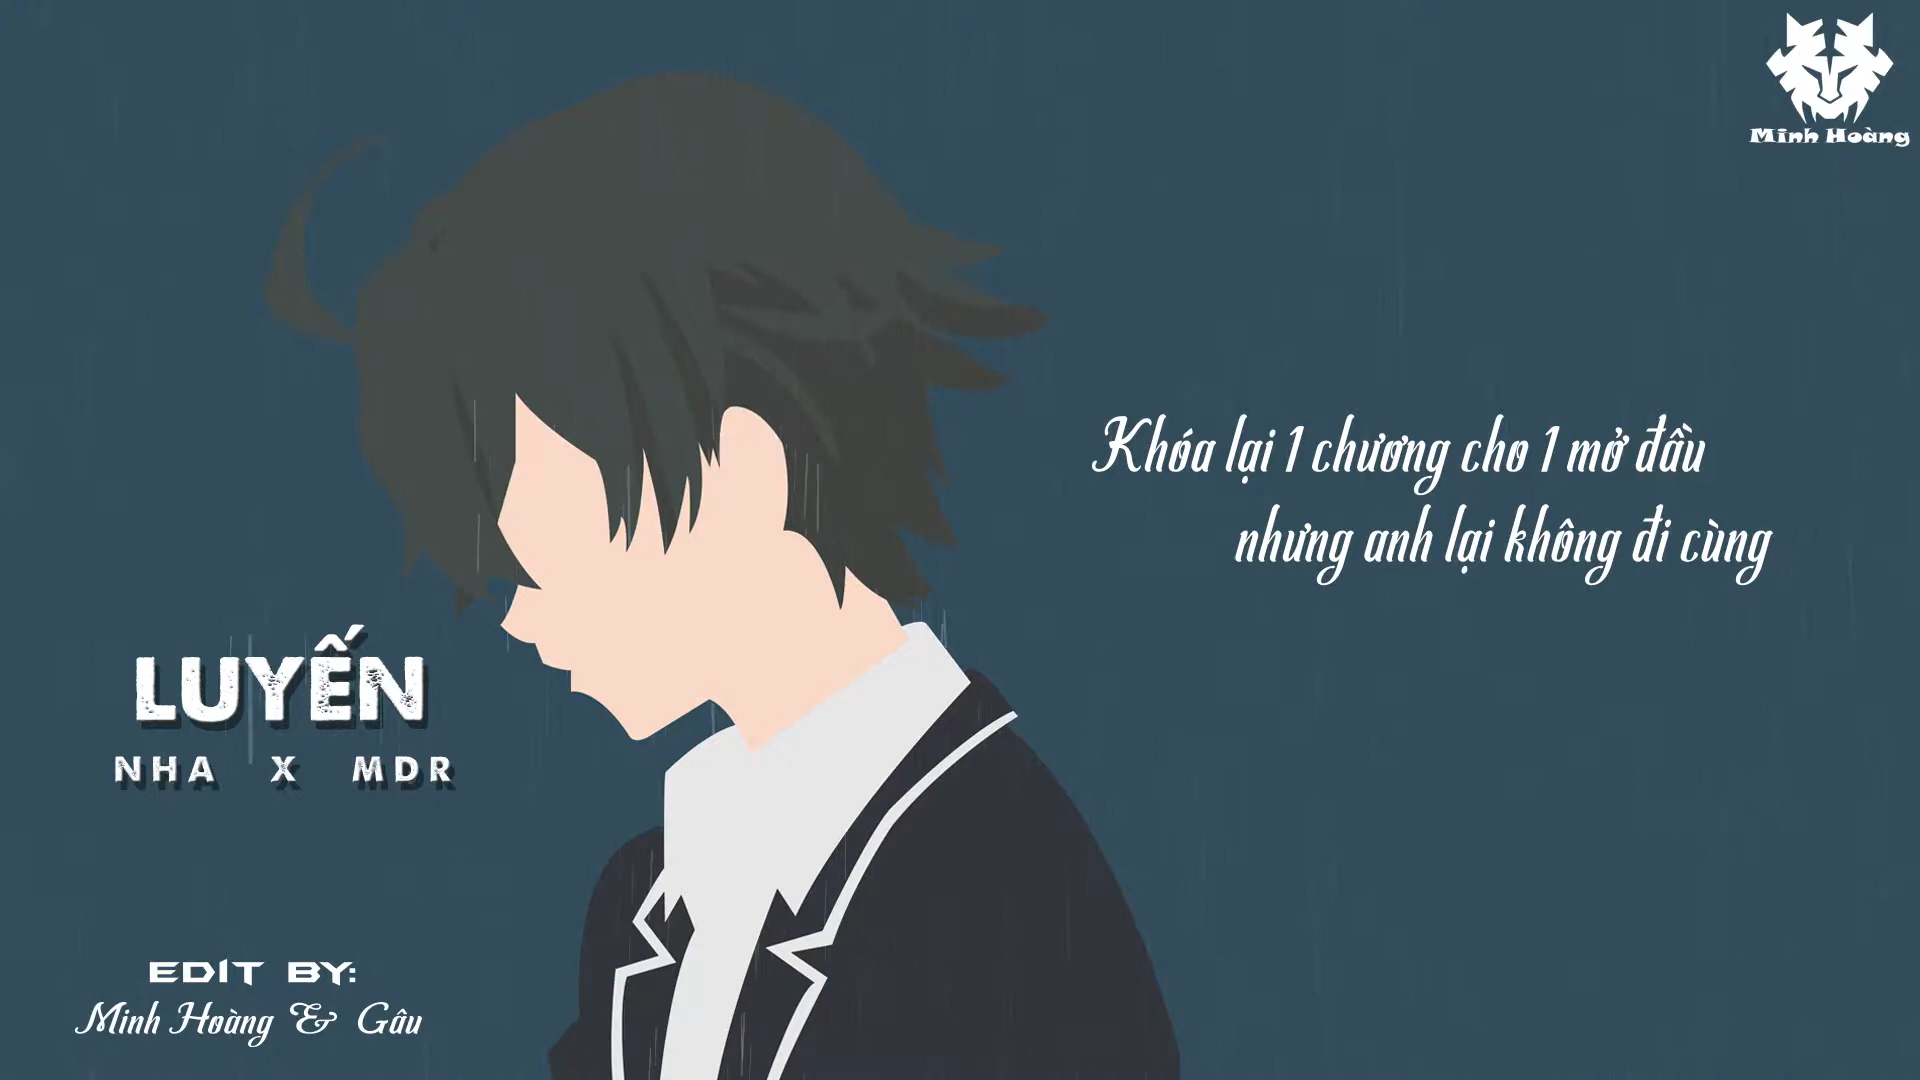 Minh Hoàng
Khóa lại 1 chương cho 1 mở đầu
nhưng anh lại không đi cùng
LUYẾN
NHA X MDR
EDIT BY:
Minh Hoàng & Gâu